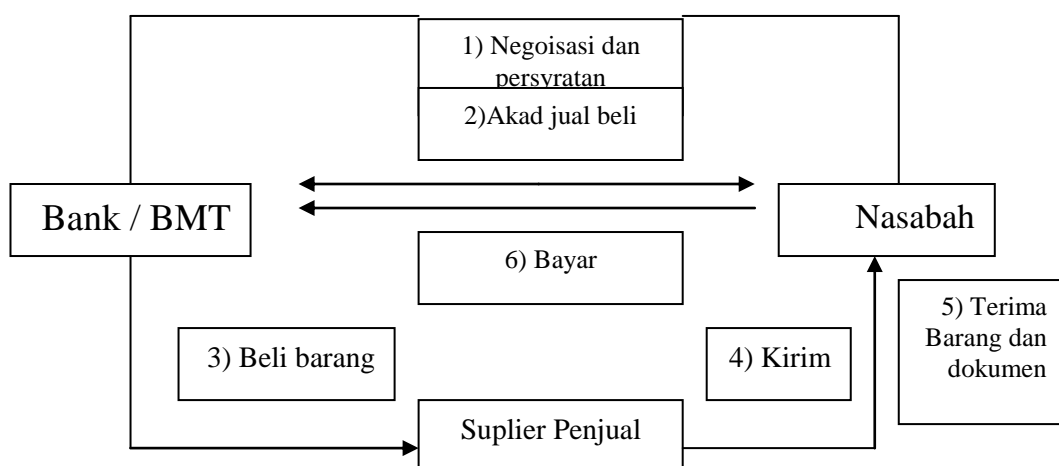 1) Negoisasi dan
persyratan
2)Akad jual beli
Bank / BMT
Nasabah
6) Bayar
5) Terima
Barang dan
dokumen
3) Beli barang
4) Kirim
Suplier Penjual